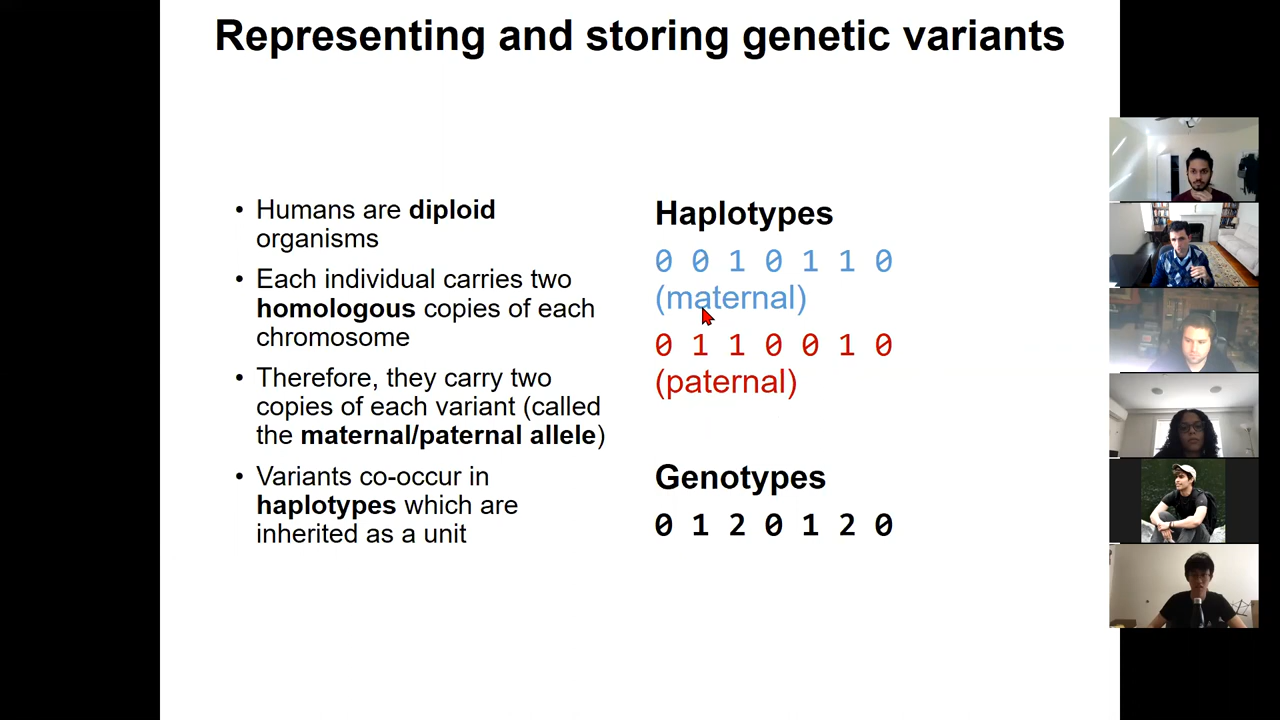 Representing and storing genetic variants
• Humans are diploid
organisms
• Each individual carries two
homologous copies of each
chromosome
• Therefore, they carry two
copies of each variant (called
the maternal/paternal allele)
• Variants co-occur in
haplotypes which are
inherited as a unit
Haplotypes
0 0 1 0 1 1 0
(maternal)
0 1 1 0 0 1 0
(paternal)
Genotypes
0 1 2 0 1 2 0